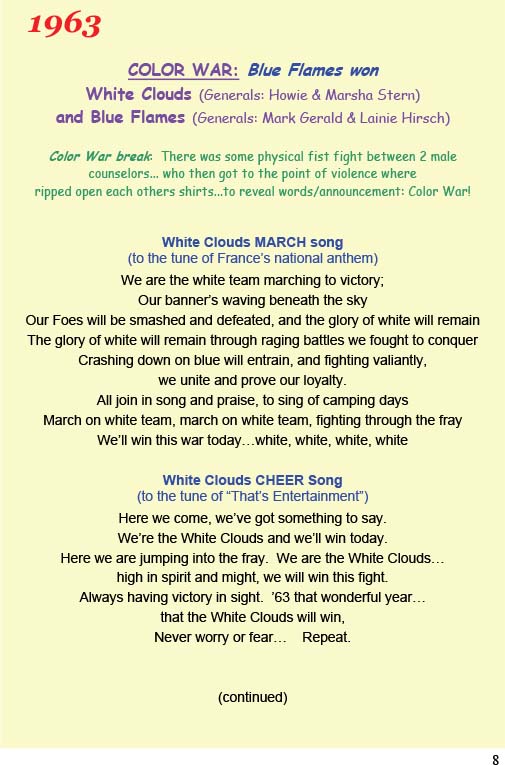 1963
COLOR WAR: Blue Flames won
White Clouds (Generals: Howie & Marsha Stern)
and Blue Flames (Generals: Mark Gerald & Lainie Hirsch)
Color War break: There was some physical fist fight between 2 male
counselors... who then got to the point of violence where
ripped open each others shirts...to reveal words/announcement: Color War!
White Clouds MARCH song
(to the tune of France's national anthem)
We are the white team marching to victory;
Our banner's waving beneath the sky
Our Foes will be smashed and defeated, and the glory of white will remain
The glory of white will remain through raging battles we fought to conquer
Crashing down on blue will entrain, and fighting valiantly,
we unite and prove our loyalty.
All join in song and praise, to sing of camping days
March on white team, march on white team, fighting through the fray
We'll win this war today…white, white, white, white
White Clouds CHEER Song
(to the tune of “That's Entertainment”)
Here we come, we've got something to say.
We're the White Clouds and we'll win today.
Here we are jumping into the fray. We are the White Clouds…
high in spirit and might, we will win this fight.
Always having victory in sight. '63 that wonderful year…
that the White Clouds will win,
Never worry or fear… Repeat.
(continued)
8